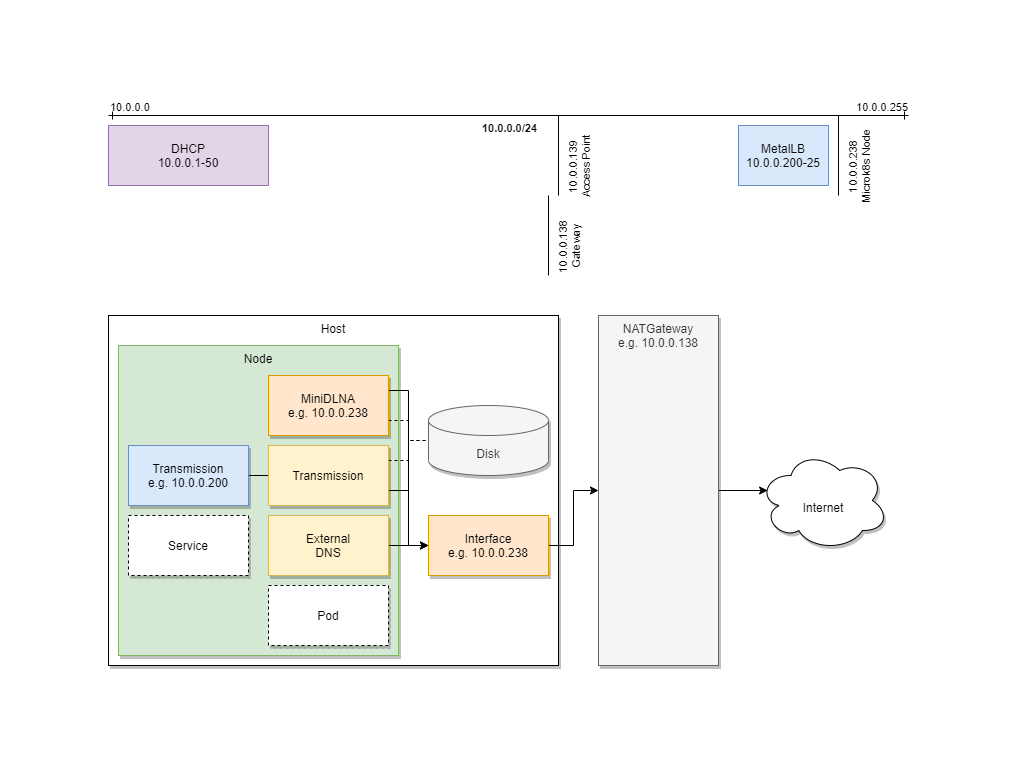 10.0.0.0
10.0.0.255
10.0.0.0/24
DHCP
10.0.0.1-50
10.0.0.139
Access Point
MetalLB
10.0.0.200-25
10.0.0.238
Microk8s Node
10.0.0.138
Gateway
Host
Node
MiniDLNA
e.g. 10.0.0.238
Transmission
e.g. 10.0.0.200
Transmission
Service
External
DNS
Pod
Disk
Interface
e.g. 10.0.0.238
NATGateway
e.g. 10.0.0.138
Internet